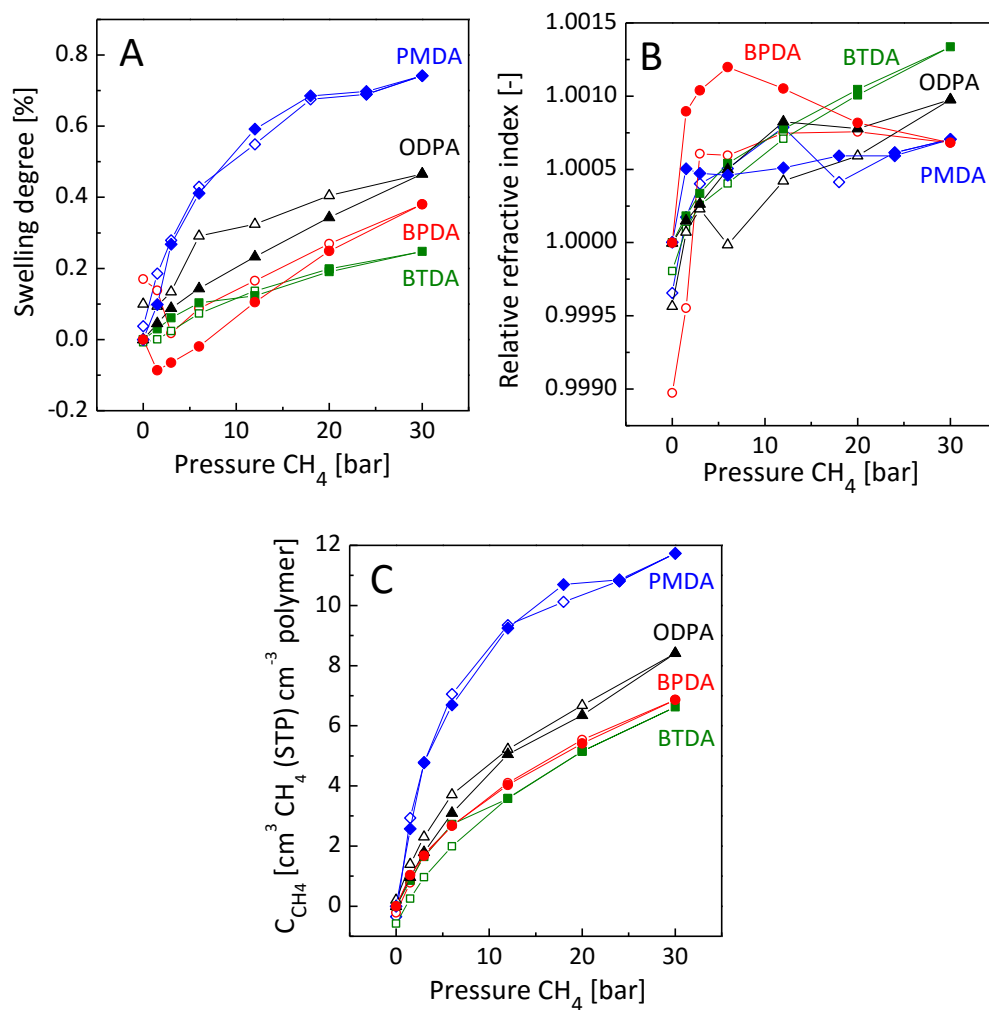 A
Swelling degree [%]
0.8
0.6
0.4
0.2
0.0
-0.2
PMDA
ODPA
BPDA
BTDA
0 10 20 30
Pressure CH4 [bar]
B
Relative refractive index [-]
1.0015
1.0010
1.0005
1.0000
0.9995
0.9990
BPDA
BTDA
ODPA
PMDA
0 10 20 30
Pressure CH4 [bar]
C
CCH4 [cm3 CH4 (STP) cm-3 polymer]
12
10
8
6
4
2
0
PMDA
ODPA
BPDA
BTDA
0 10 20 30
Pressure CH4 [bar]